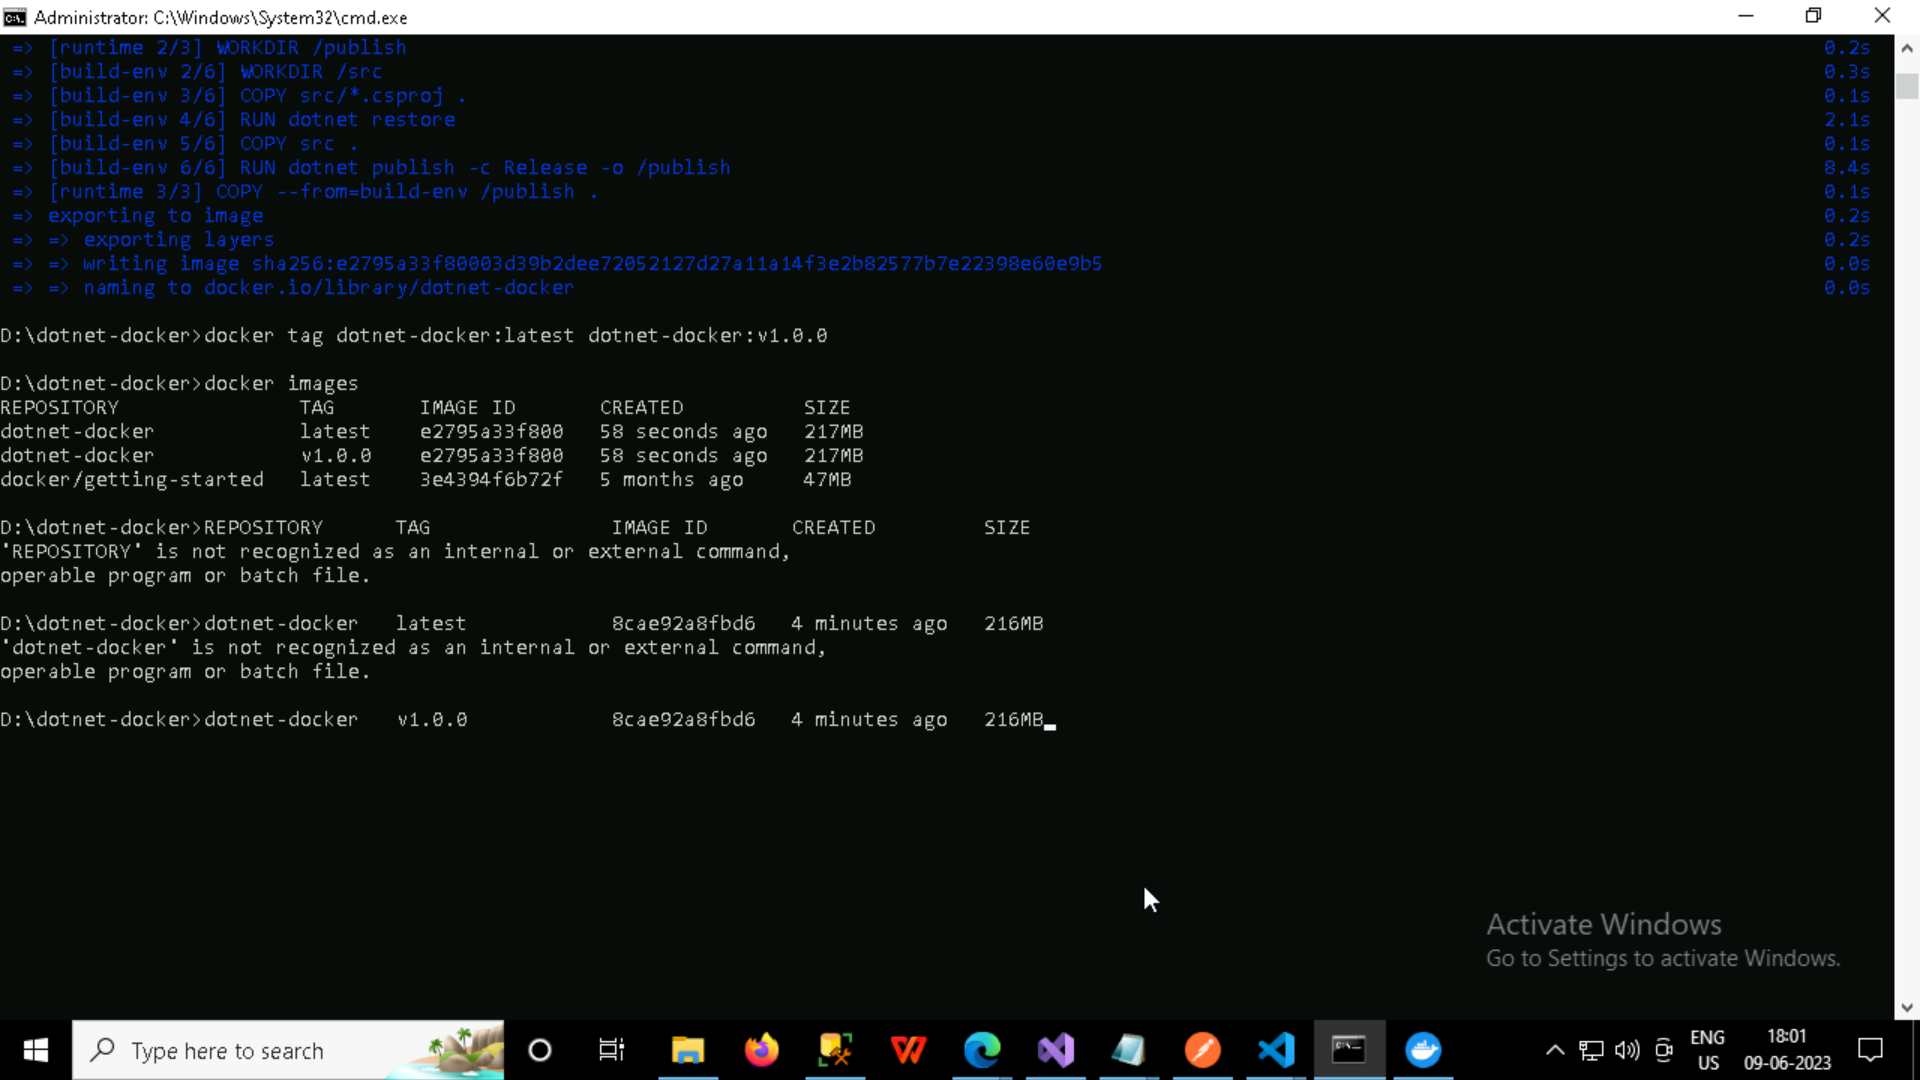 Administrator: C:\Windows\System32\cmd.exe
=> [runtime 2/3] WORKDIR /publish 0.2s
=> [build-env 2/6] WORKDIR /src 0.3s
=> [build-env 3/6] COPY src/*.csproj . 0.1s
=> [build-env 4/6] RUN dotnet restore 2.1s
=> [build-env 5/6] COPY src . 0.1s
=> [build-env 6/6] RUN dotnet publish -c Release -o /publish 8.4s
=> [runtime 3/3] COPY --from=build-env /publish . 0.1s
=> exporting to image 0.2s
=> => exporting layers 0.2s
=> => writing image sha256:e2795a33f80003d39b2dee72052127d27a11a14f3e2b82577b7e22398e60e9b5 0.0s
=> => naming to docker.io/library/dotnet-docker 0.0s
D:\dotnet-docker>docker tag dotnet-docker:latest dotnet-docker:v1.0.0
D:\dotnet-docker>docker images
REPOSITORY TAG IMAGE ID CREATED SIZE
dotnet-docker latest e2795a33f800 58 seconds ago 217MB
dotnet-docker v1.0.0 e2795a33f800 58 seconds ago 217MB
docker/getting-started latest 3e4394f6b72f 5 months ago 47MB
D:\dotnet-docker>REPOSITORY TAG IMAGE ID CREATED SIZE
'REPOSITORY' is not recognized as an internal or external command,
operable program or batch file.
D:\dotnet-docker>dotnet-docker latest 8cae92a8fbd6 4 minutes ago 216MB
'dotnet-docker' is not recognized as an internal or external command,
operable program or batch file.
D:\dotnet-docker>dotnet-docker v1.0.0 8cae92a8fbd6 4 minutes ago 216MB
Activate Windows
Go to Settings to activate Windows.
Type here to search
ENG
US
18:01
09-06-2023